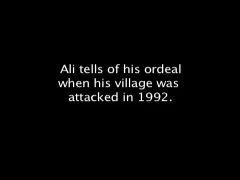 Ali tells of his ordeal
when his village was
attacked in 1992.